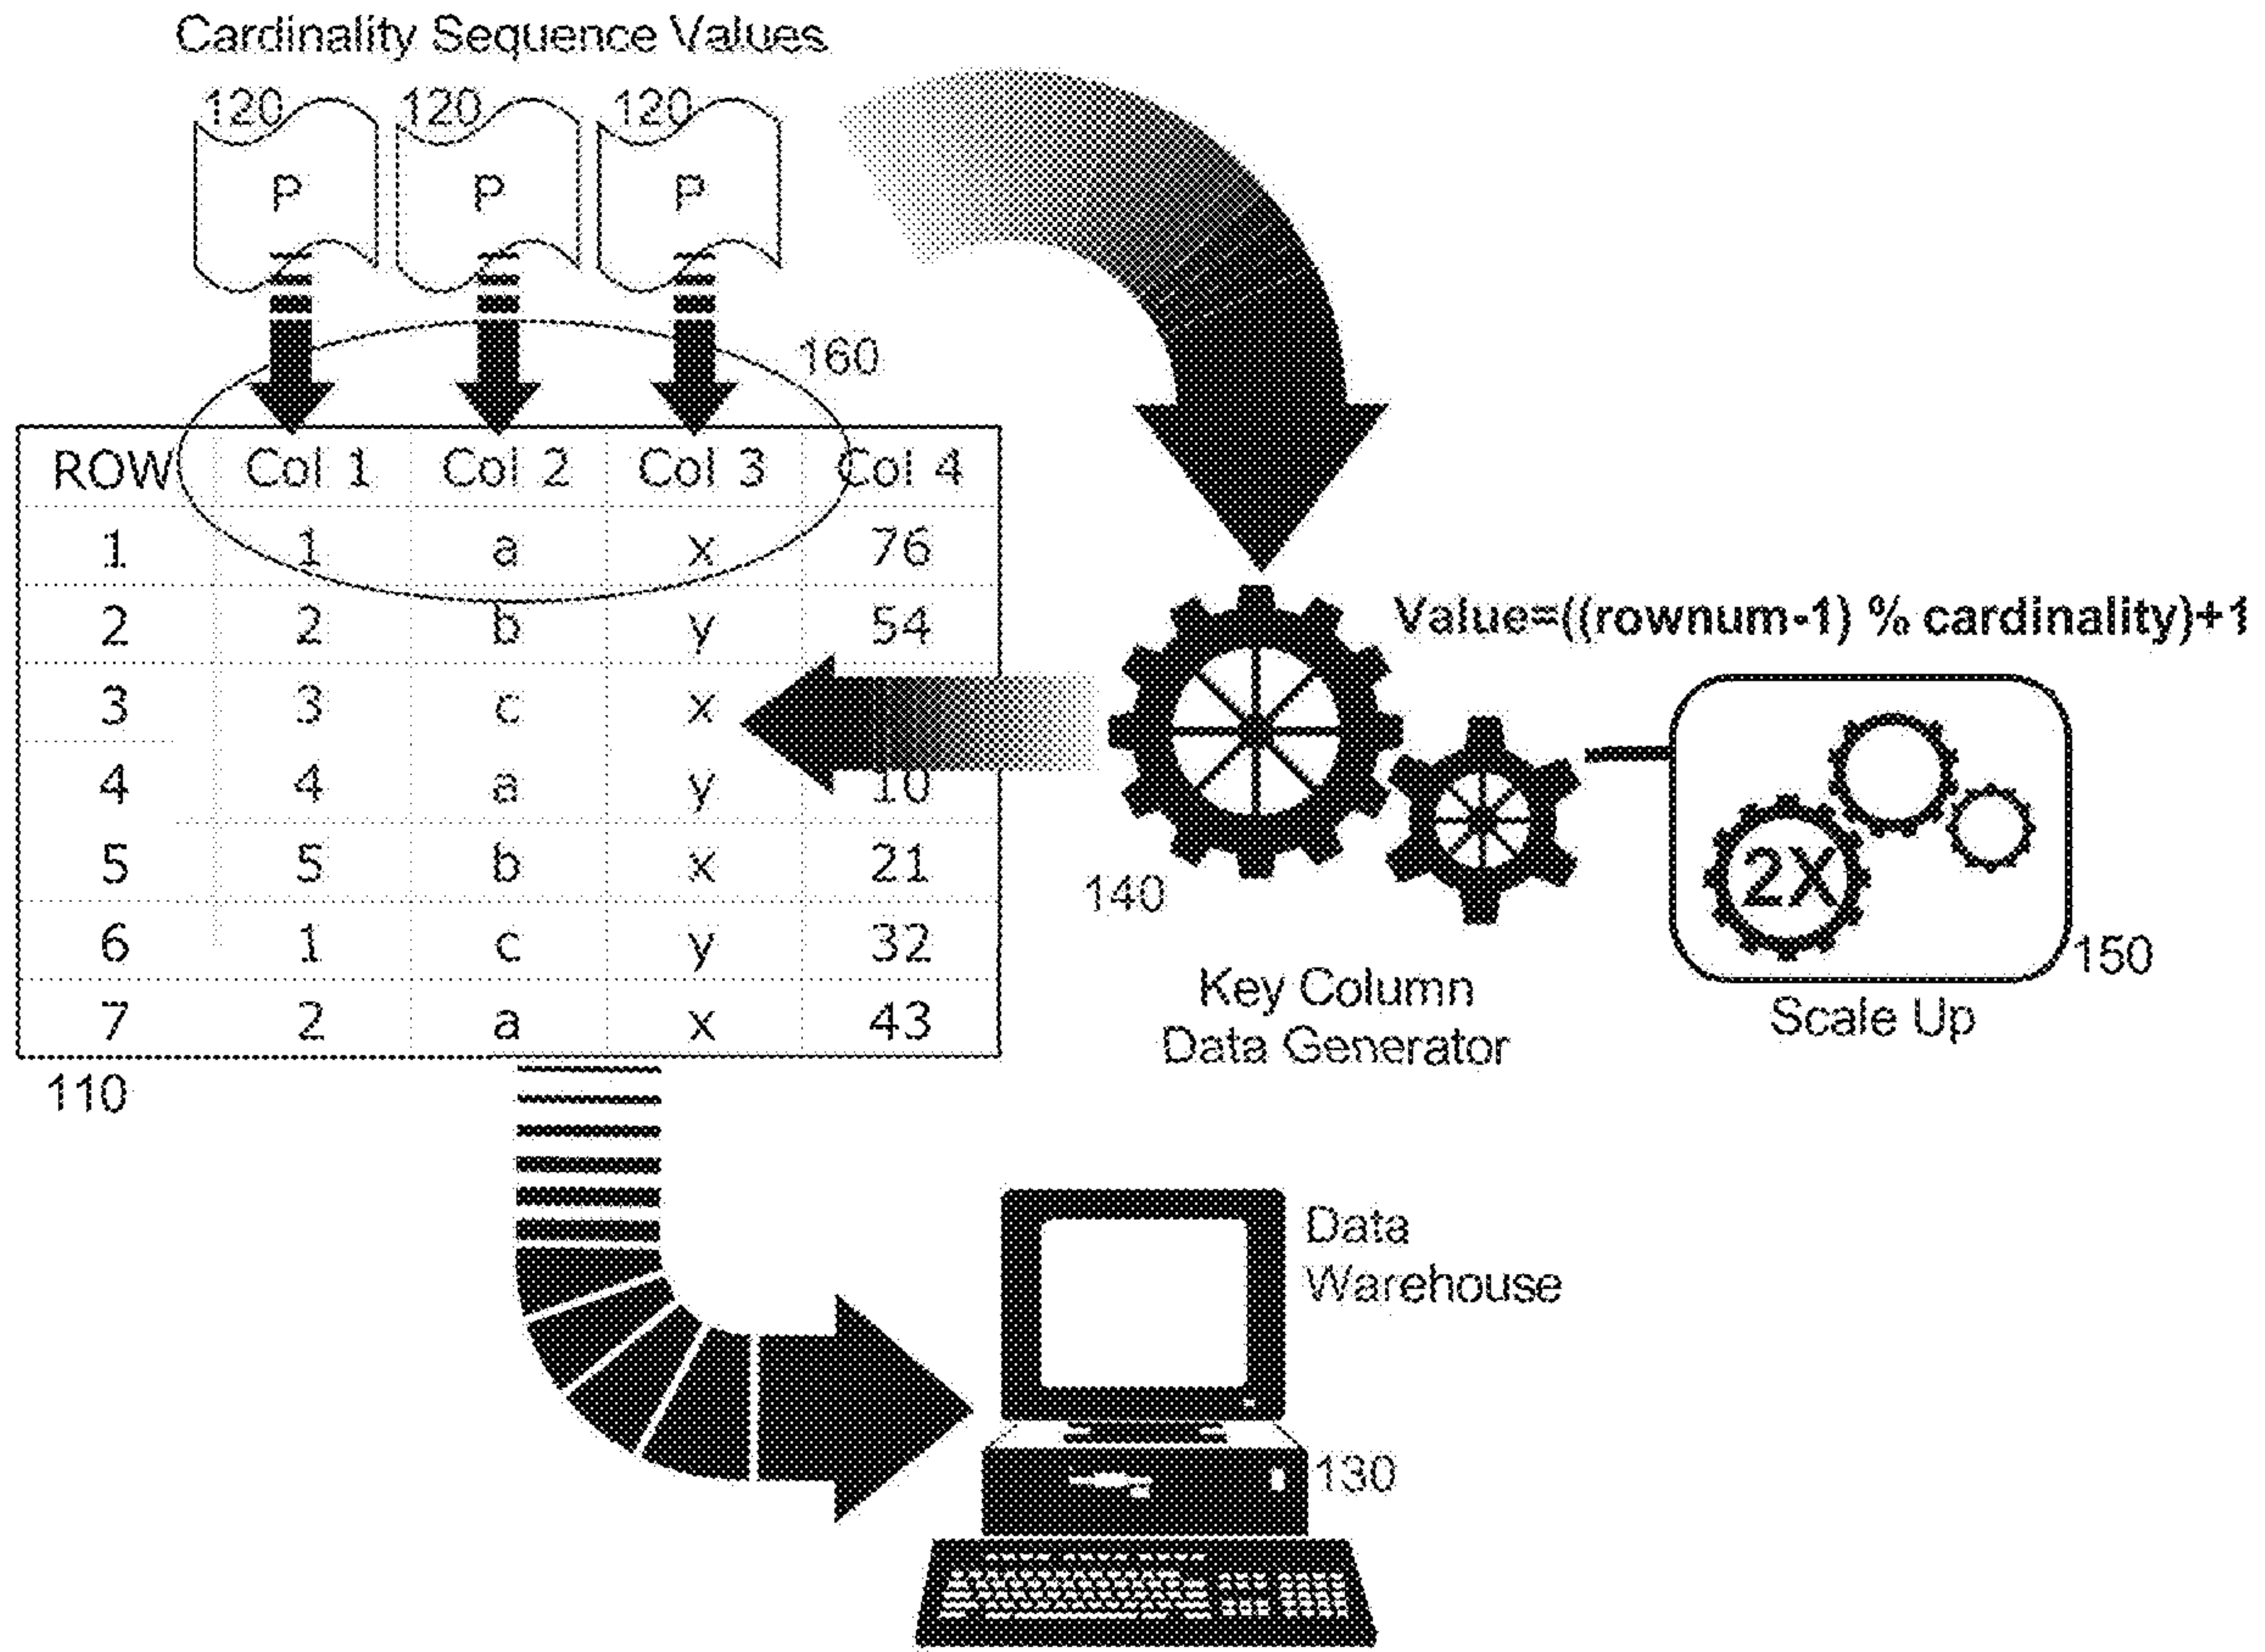 Cardinality Sequence Values
120 120 120
P P P
160
ROW Col 1 Col 2 Col 3 Col 4
1 1 a x 76
2 2 b y 54
3 3 c x
4 4 a y 10
5 5 b x 21
6 1 c y 32
7 2 a x 43
110
Value=((rownum-1) % cardinality)+1
140
Key Column
Data Generator
2X
150
Scale Up
Data
Warehouse
130